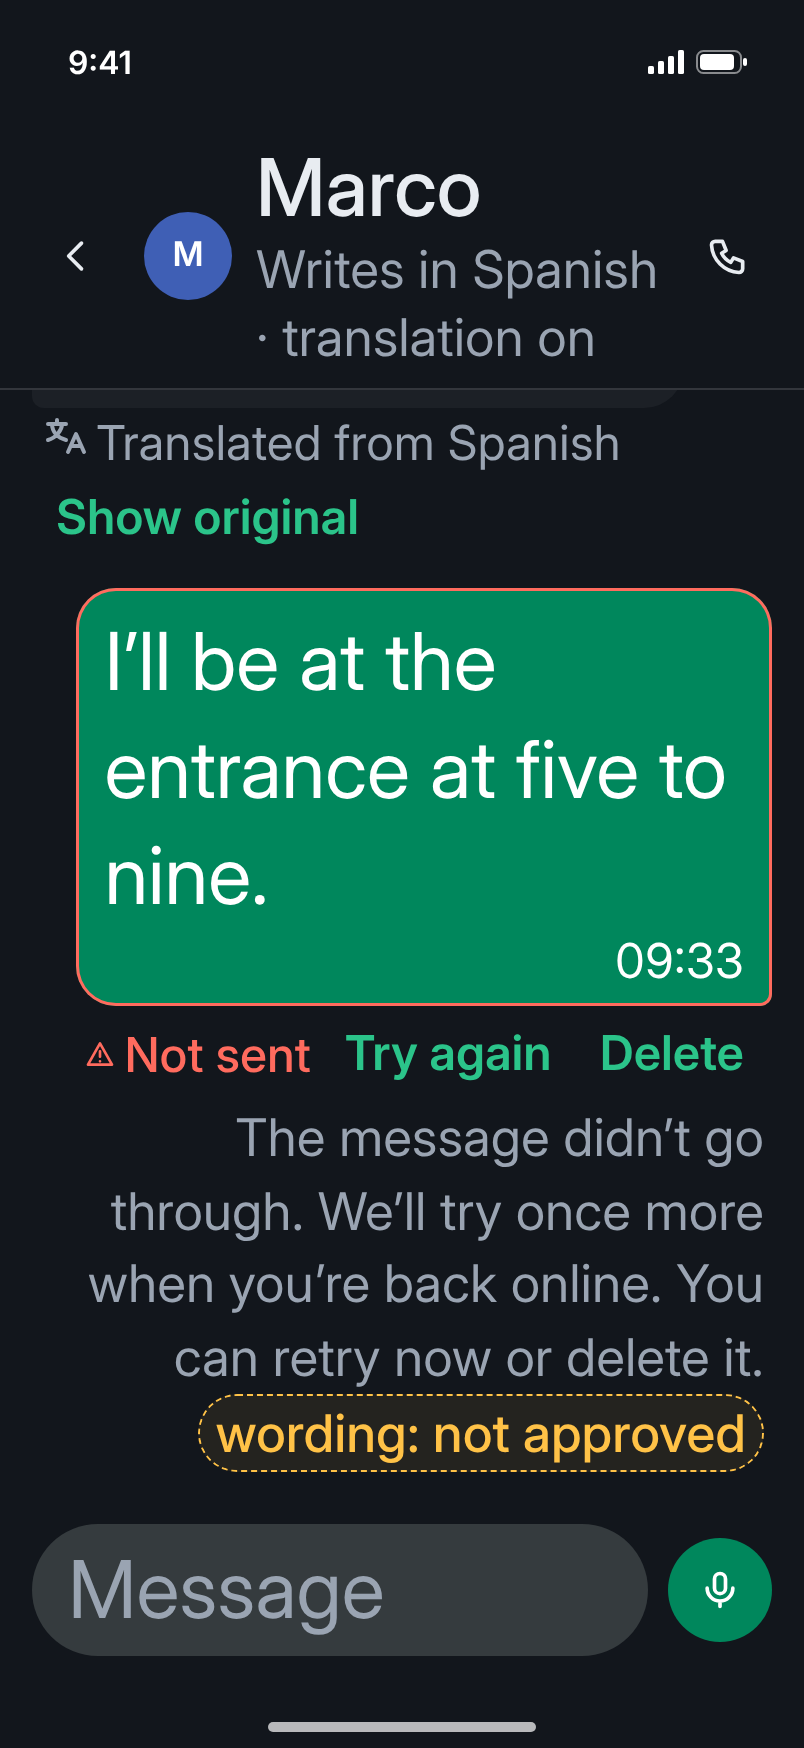 9:41
Marco
M
Writes in Spanish
· translation on
Translated from Spanish
Show original
I’ll be at the
entrance at five to
nine.
09:33
Not sent Try again Delete
The message didn’t go
through. We’ll try once more
when you’re back online. You
can retry now or delete it.
wording: not approved
Message